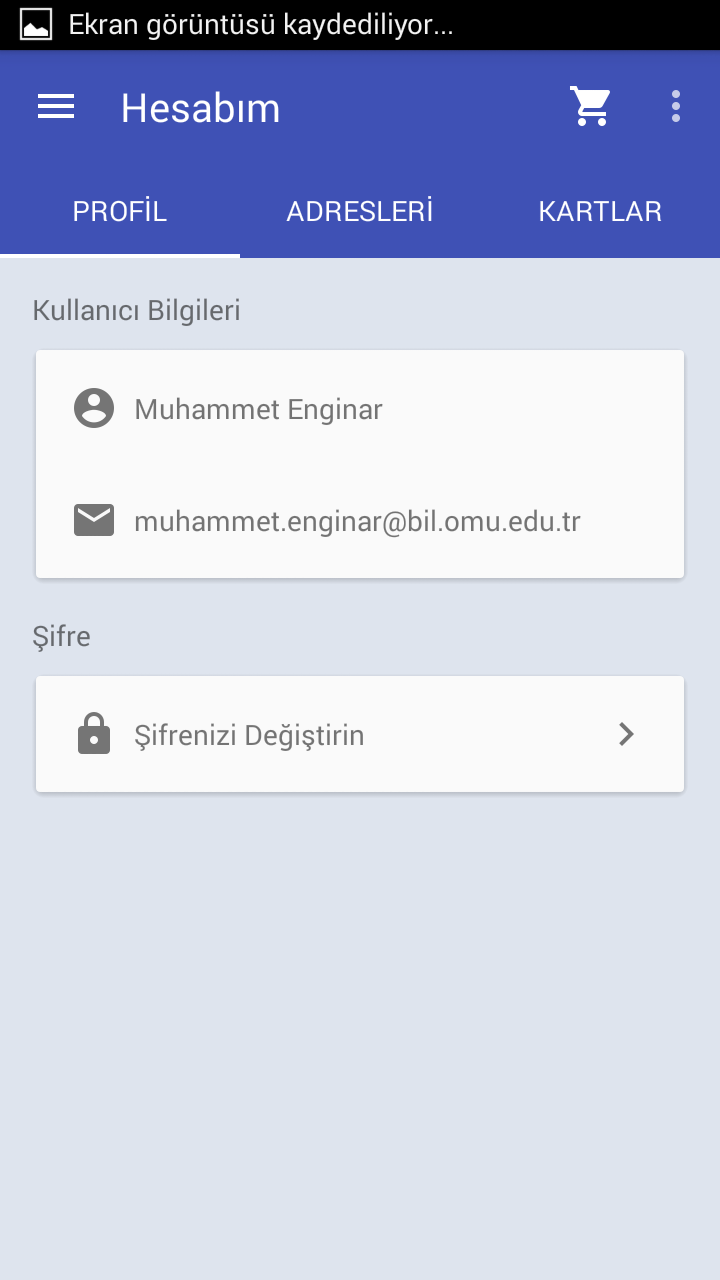 Ekran görüntüsü kaydediliyor...
Hesabım
PROFİL ADRESLERİ KARTLAR
Kullanıcı Bilgileri
Muhammet Enginar
muhammet.enginar@bil.omu.edu.tr
Şifre
Şifrenizi Değiştirin